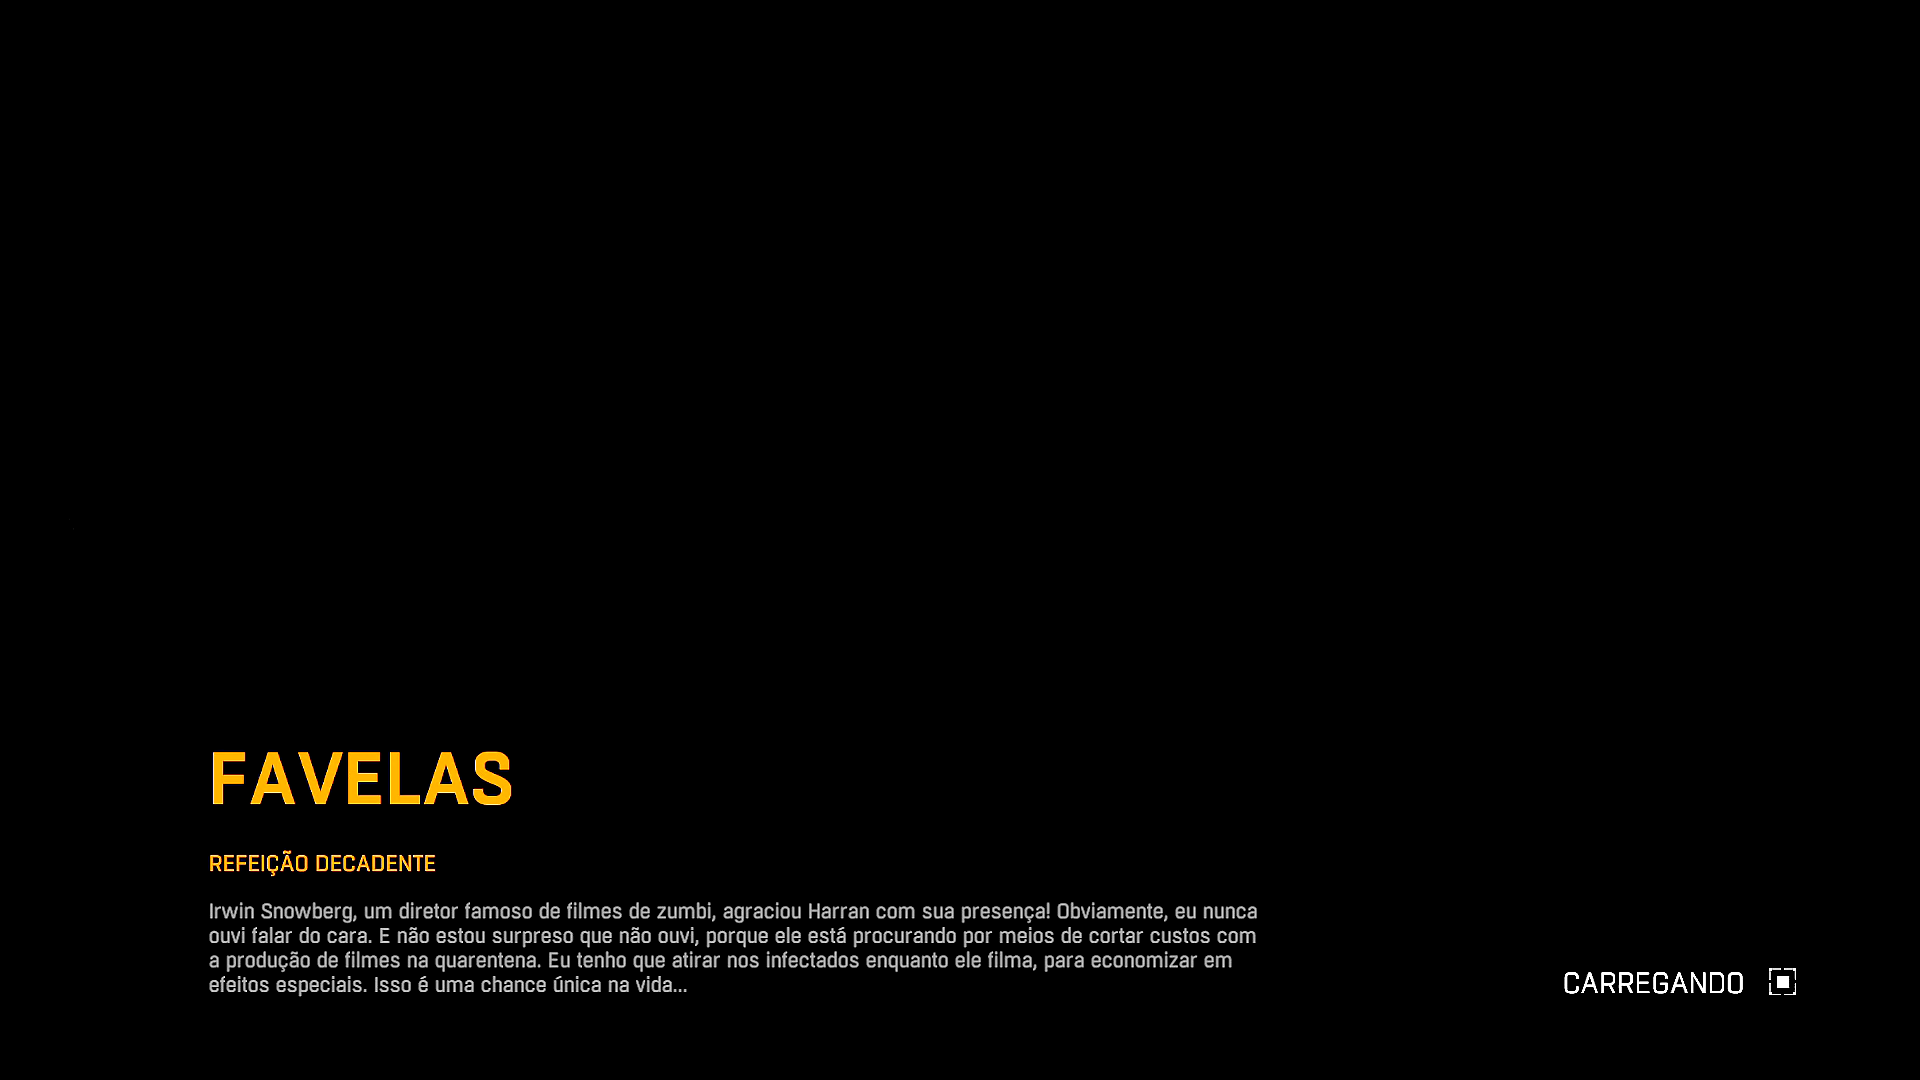 FAVELAS
REFEIÇÃO DECADENTE
Irwin Snowberg, um diretor famoso de filmes de zumbi, agraciou Harran com sua presença! Obviamente, eu nunca
ouvi falar do cara. E não estou surpreso que não ouvi, porque ele está procurando por meios de cortar custos com
a produção de filmes na quarentena. Eu tenho que atirar nos infectados enquanto ele filma, para economizar em
efeitos especiais. Isso é uma chance única na vida...
CARREGANDO